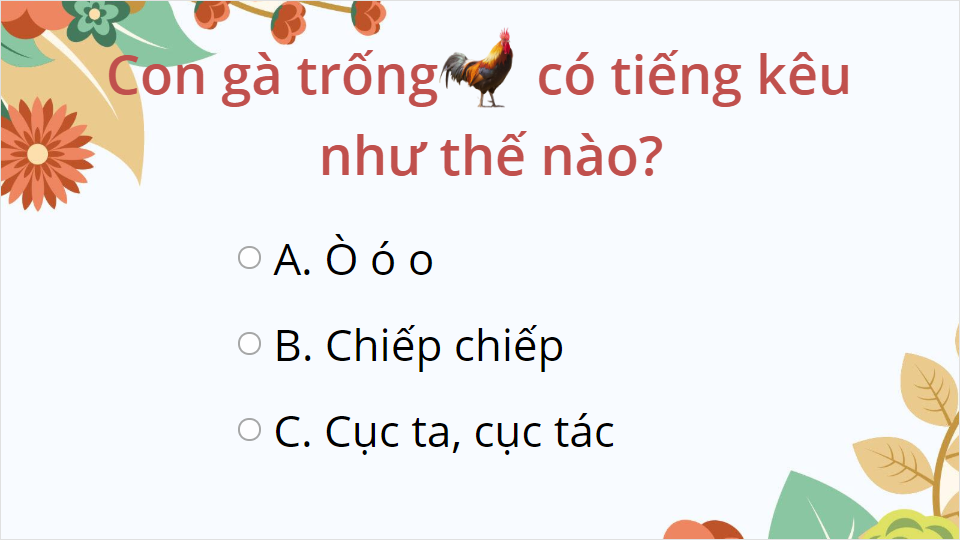 Con gà trống có tiếng kêu
như thế nào?
A. Ò ó o
B. Chiếp chiếp
C. Cục ta, cục tác